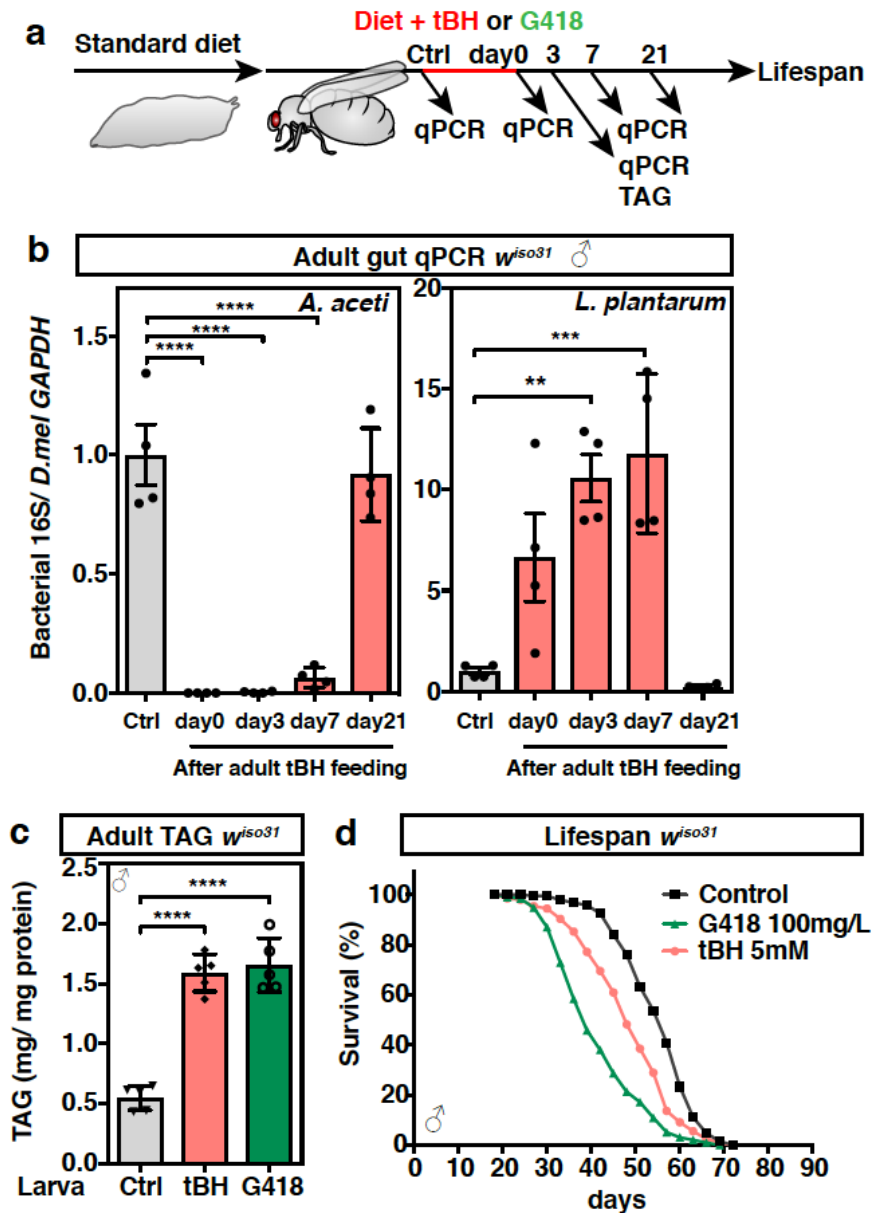 a
Standard diet
Diet + tBH or G418
Ctrl day0 3 7 21
Lifespan
qPCR qPCR qPCR
qPCR
TAG
b
Adult gut qPCR w^iso31 ♂
Bacterial 16S/ D.mel GAPDH
A. aceti
****
****
****
1.5
1.0
0.5
0.0
Ctrl day0 day3 day7 day21
After adult tBH feeding
L. plantarum
***
**
20
15
10
5
0
Ctrl day0 day3 day7 day21
After adult tBH feeding
c
Adult TAG w^iso31
♂
TAG (mg/ mg protein)
****
****
2.5
2.0
1.5
1.0
0.5
0.0
Larva Ctrl tBH G418
d
Lifespan w^iso31
Survival (%)
100
80
60
40
20
0
Control
G418 100mg/L
tBH 5mM
♂
0 10 20 30 40 50 60 70 80 90
days